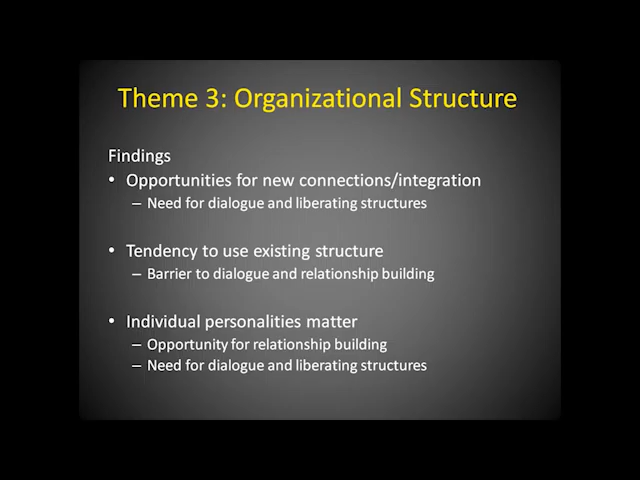 Theme 3: Organizational Structure
Findings
• Opportunities for new connections/integration
– Need for dialogue and liberating structures
• Tendency to use existing structure
– Barrier to dialogue and relationship building
• Individual personalities matter
– Opportunity for relationship building
– Need for dialogue and liberating structures